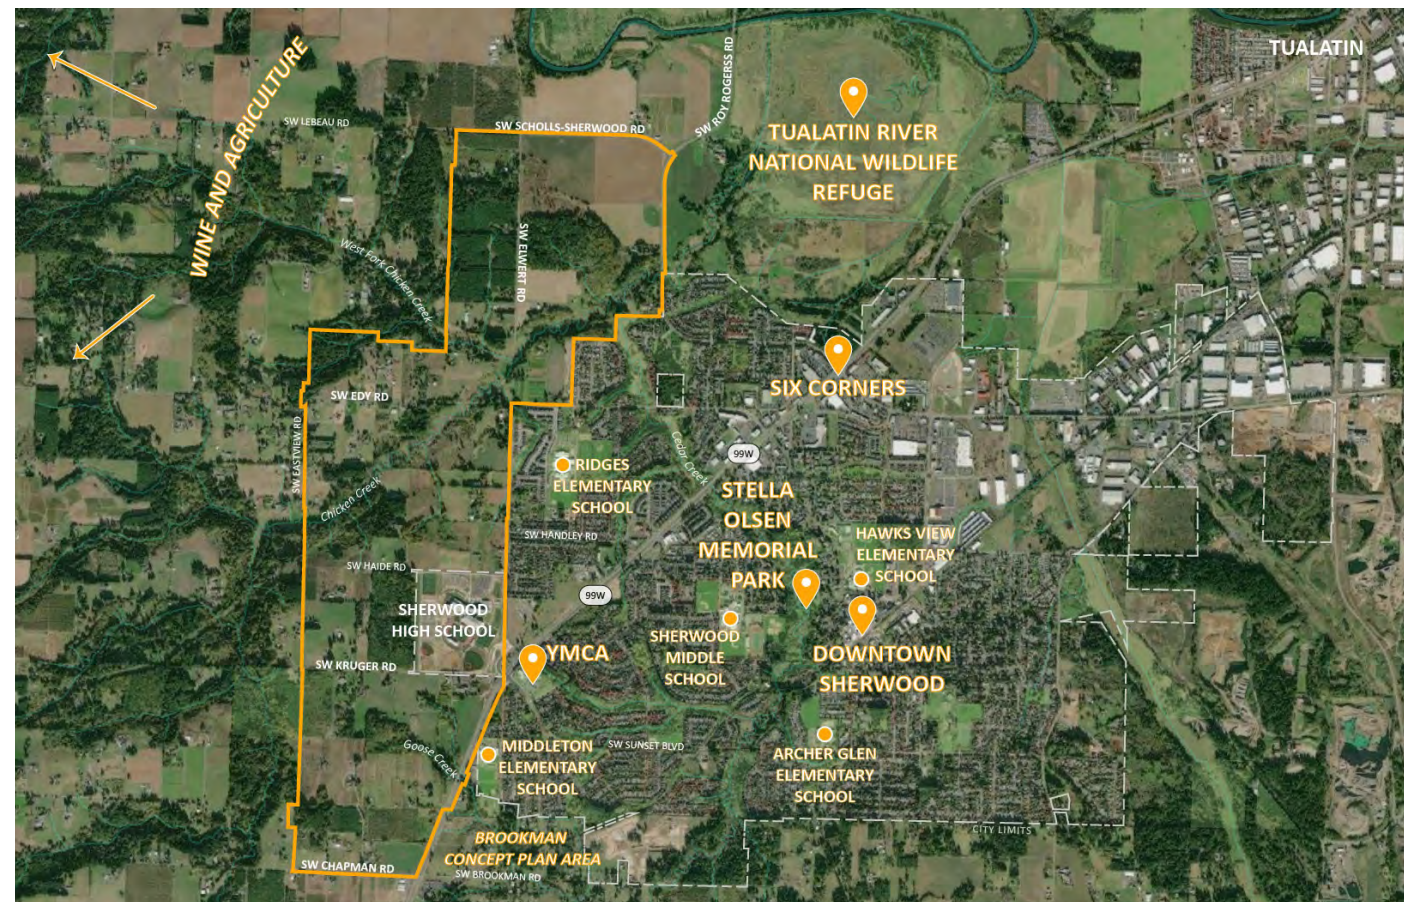 TUALATIN
WINE AND AGRICULTURE
SW LEBEAU RD
SW SCHOLLS-SHERWOOD RD
SW ROY ROGERSS RD
TUALATIN RIVER
NATIONAL WILDLIFE
REFUGE
SW ELWERT RD
West Fork Chicken Creek
SIX CORNERS
SW EDY RD
SW EASTVIEW RD
Chicken Creek
Cedar Creek
99W
RIDGES
ELEMENTARY
SCHOOL
STELLA
OLSEN
MEMORIAL
PARK
SW HANDLEY RD
HAWKS VIEW
ELEMENTARY
SCHOOL
SW HAIDE RD
99W
SHERWOOD
HIGH SCHOOL
SHERWOOD
MIDDLE
SCHOOL
YMCA
DOWNTOWN
SHERWOOD
SW KRUGER RD
Goose Creek
MIDDLETON
ELEMENTARY
SCHOOL
SW SUNSET BLVD
ARCHER GLEN
ELEMENTARY
SCHOOL
CITY LIMITS
BROOKMAN
CONCEPT PLAN AREA
SW CHAPMAN RD
SW BROOKMAN RD